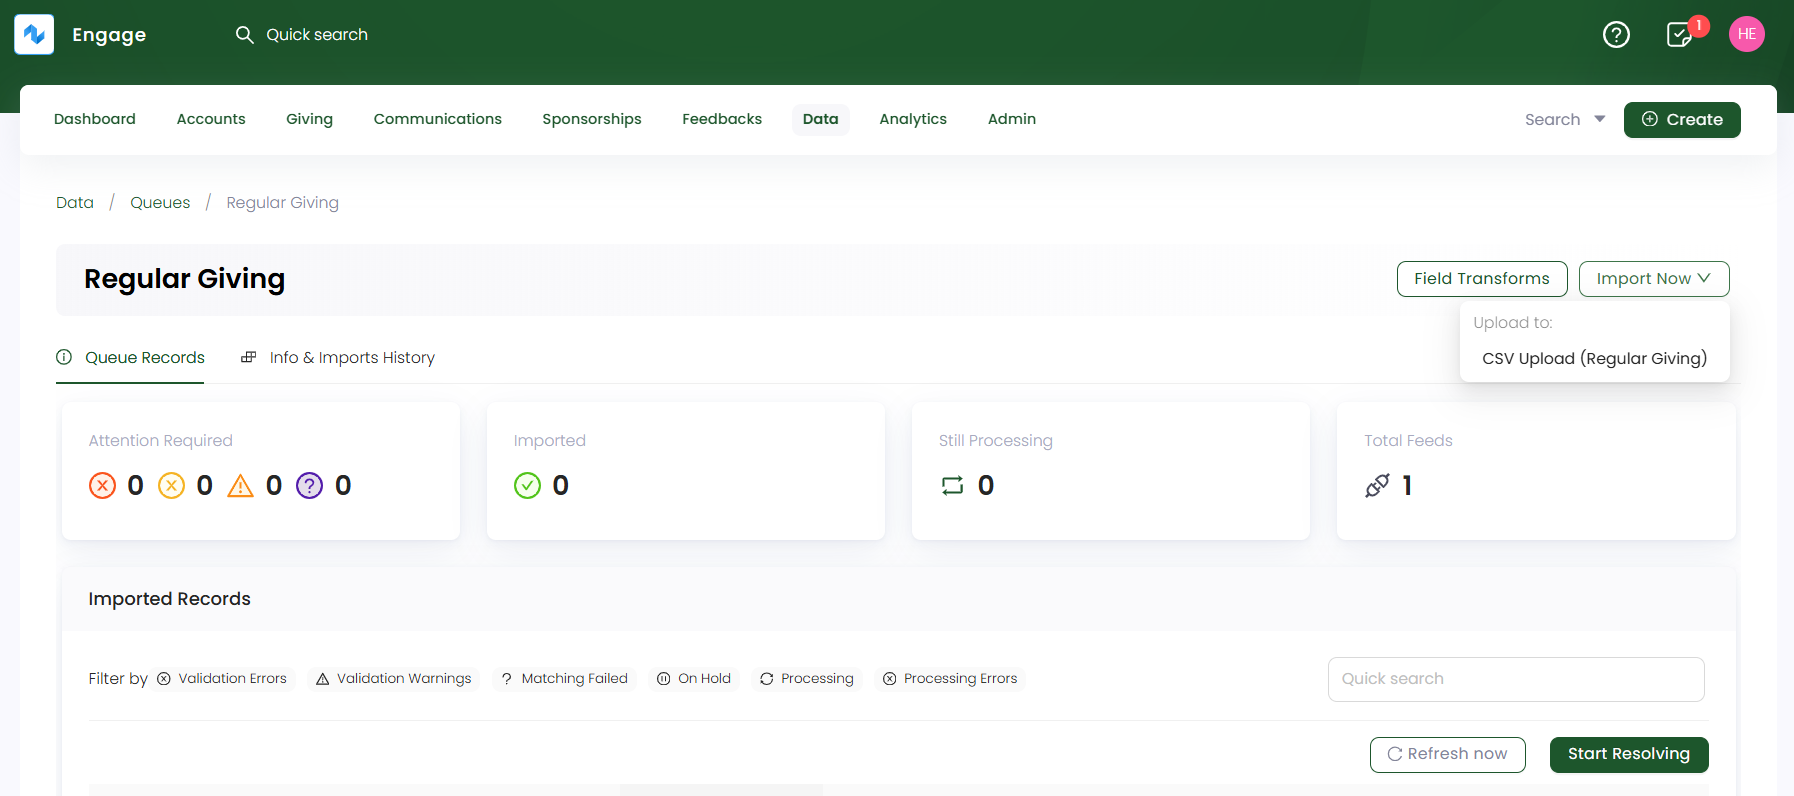 Engage
Quick search
1
HE
Dashboard Accounts Giving Communications Sponsorships Feedbacks Data Analytics Admin Search Create
Data / Queues / Regular Giving
Regular Giving
Field Transforms Import Now
Upload to:
CSV Upload (Regular Giving)
Queue Records Info & Imports History
Attention Required
0 0 0 0
Imported
0
Still Processing
0
Total Feeds
1
Imported Records
Filter by Validation Errors Validation Warnings Matching Failed On Hold Processing Processing Errors
Quick search
Refresh now Start Resolving